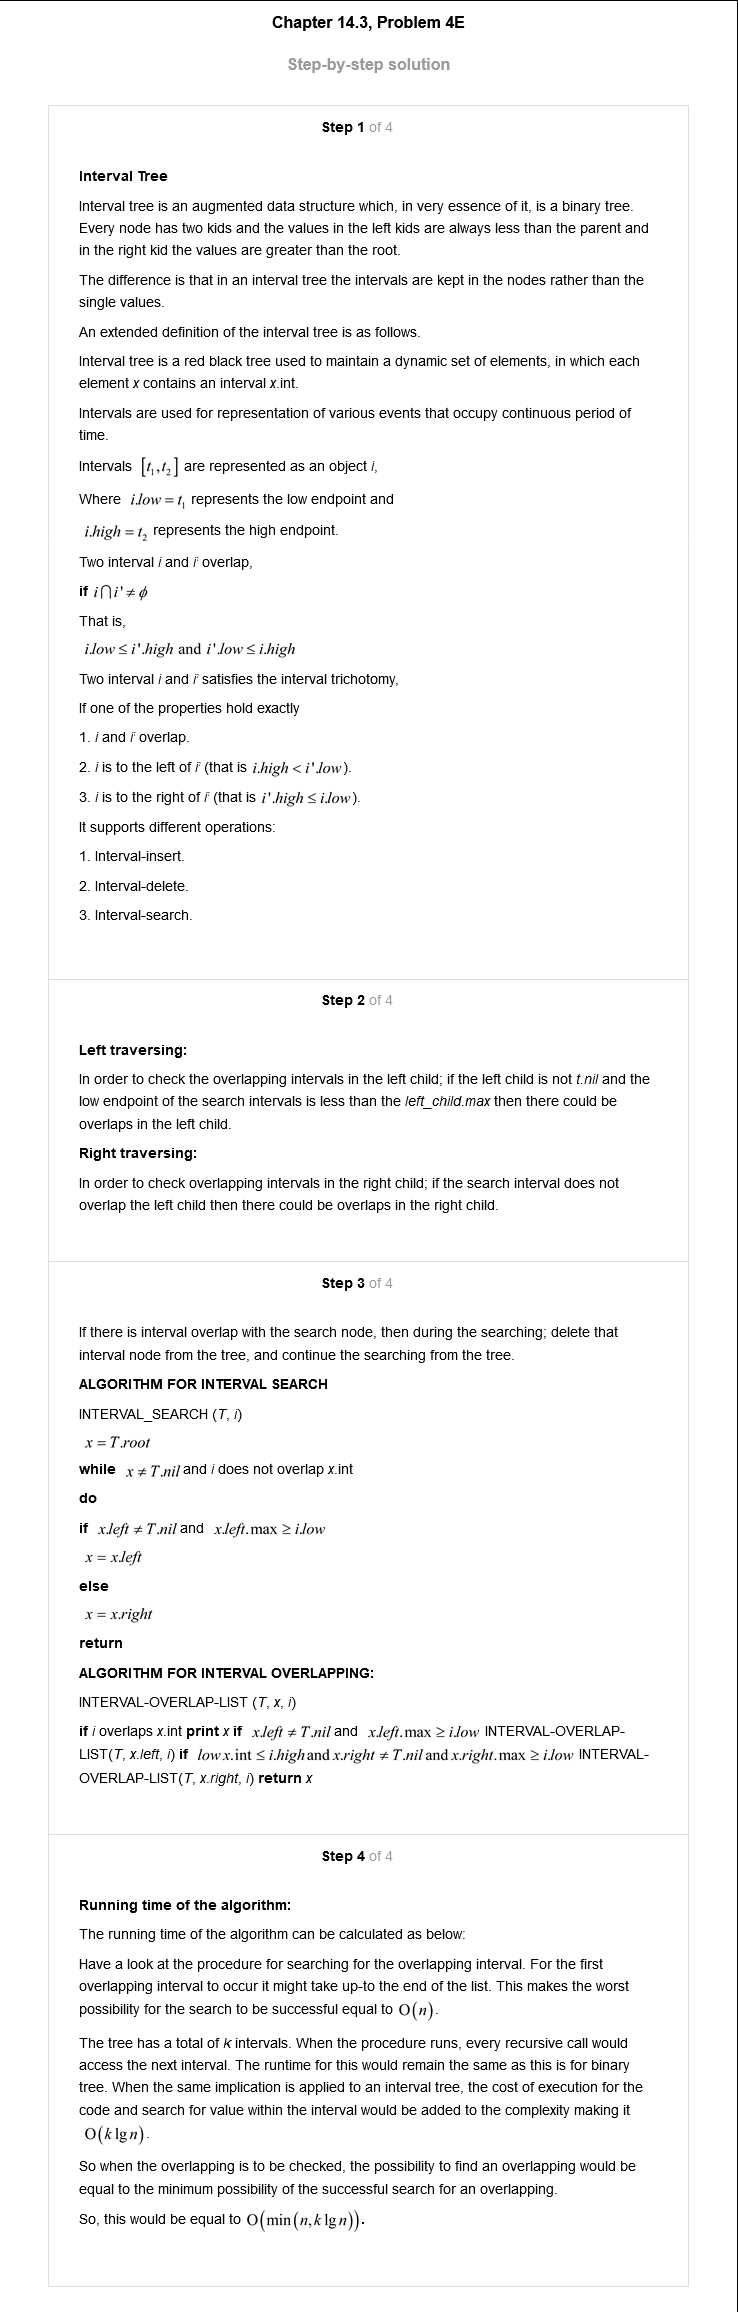 Chapter 14.3, Problem 4E
Step-by-step solution
Step 1 of 4
Interval Tree
Interval tree is an augmented data structure which, in very essence of it, is a binary tree.
Every node has two kids and the values in the left kids are always less than the parent and
in the right kid the values are greater than the root.
The difference is that in an interval tree the intervals are kept in the nodes rather than the
single values.
An extended definition of the interval tree is as follows.
Interval tree is a red black tree used to maintain a dynamic set of elements, in which each
element x contains an interval x.int.
Intervals are used for representation of various events that occupy continuous period of
time.
Intervals [t₁,t₂] are represented as an object i,
Where i.low = t₁ represents the low endpoint and
i.high = t₂ represents the high endpoint.
Two interval i and i' overlap,
if i⋂i' ≠ ϕ
That is,
i.low ≤ i'.high and i'.low ≤ i.high
Two interval i and i' satisfies the interval trichotomy,
If one of the properties hold exactly
1. i and i' overlap.
2. i is to the left of i' (that is i.high < i'.low).
3. i is to the right of i' (that is i'.high ≤ i.low).
It supports different operations:
1. Interval-insert.
2. Interval-delete.
3. Interval-search.
Step 2 of 4
Left traversing:
In order to check the overlapping intervals in the left child; if the left child is not t.nil and the
low endpoint of the search intervals is less than the left_child.max then there could be
overlaps in the left child.
Right traversing:
In order to check overlapping intervals in the right child; if the search interval does not
overlap the left child then there could be overlaps in the right child.
Step 3 of 4
If there is interval overlap with the search node, then during the searching; delete that
interval node from the tree, and continue the searching from the tree.
ALGORITHM FOR INTERVAL SEARCH
INTERVAL_SEARCH (T, i)
x = T.root
while x ≠ T.nil and i does not overlap x.int
do
if x.left ≠ T.nil and x.left.max ≥ i.low
x = x.left
else
x = x.right
return
ALGORITHM FOR INTERVAL OVERLAPPING:
INTERVAL-OVERLAP-LIST (T, x, i)
if i overlaps x.int print x if x.left ≠ T.nil and x.left.max ≥ i.low INTERVAL-OVERLAP-
LIST(T, x.left, i) if low x.int ≤ i.high and x.right ≠ T.nil and x.right.max ≥ i.low INTERVAL-
OVERLAP-LIST(T, x.right, i) return x
Step 4 of 4
Running time of the algorithm:
The running time of the algorithm can be calculated as below:
Have a look at the procedure for searching for the overlapping interval. For the first
overlapping interval to occur it might take up-to the end of the list. This makes the worst
possibility for the search to be successful equal to O(n).
The tree has a total of k intervals. When the procedure runs, every recursive call would
access the next interval. The runtime for this would remain the same as this is for binary
tree. When the same implication is applied to an interval tree, the cost of execution for the
code and search for value within the interval would be added to the complexity making it
O(k lg n).
So when the overlapping is to be checked, the possibility to find an overlapping would be
equal to the minimum possibility of the successful search for an overlapping.
So, this would be equal to O(min(n,k lg n)).